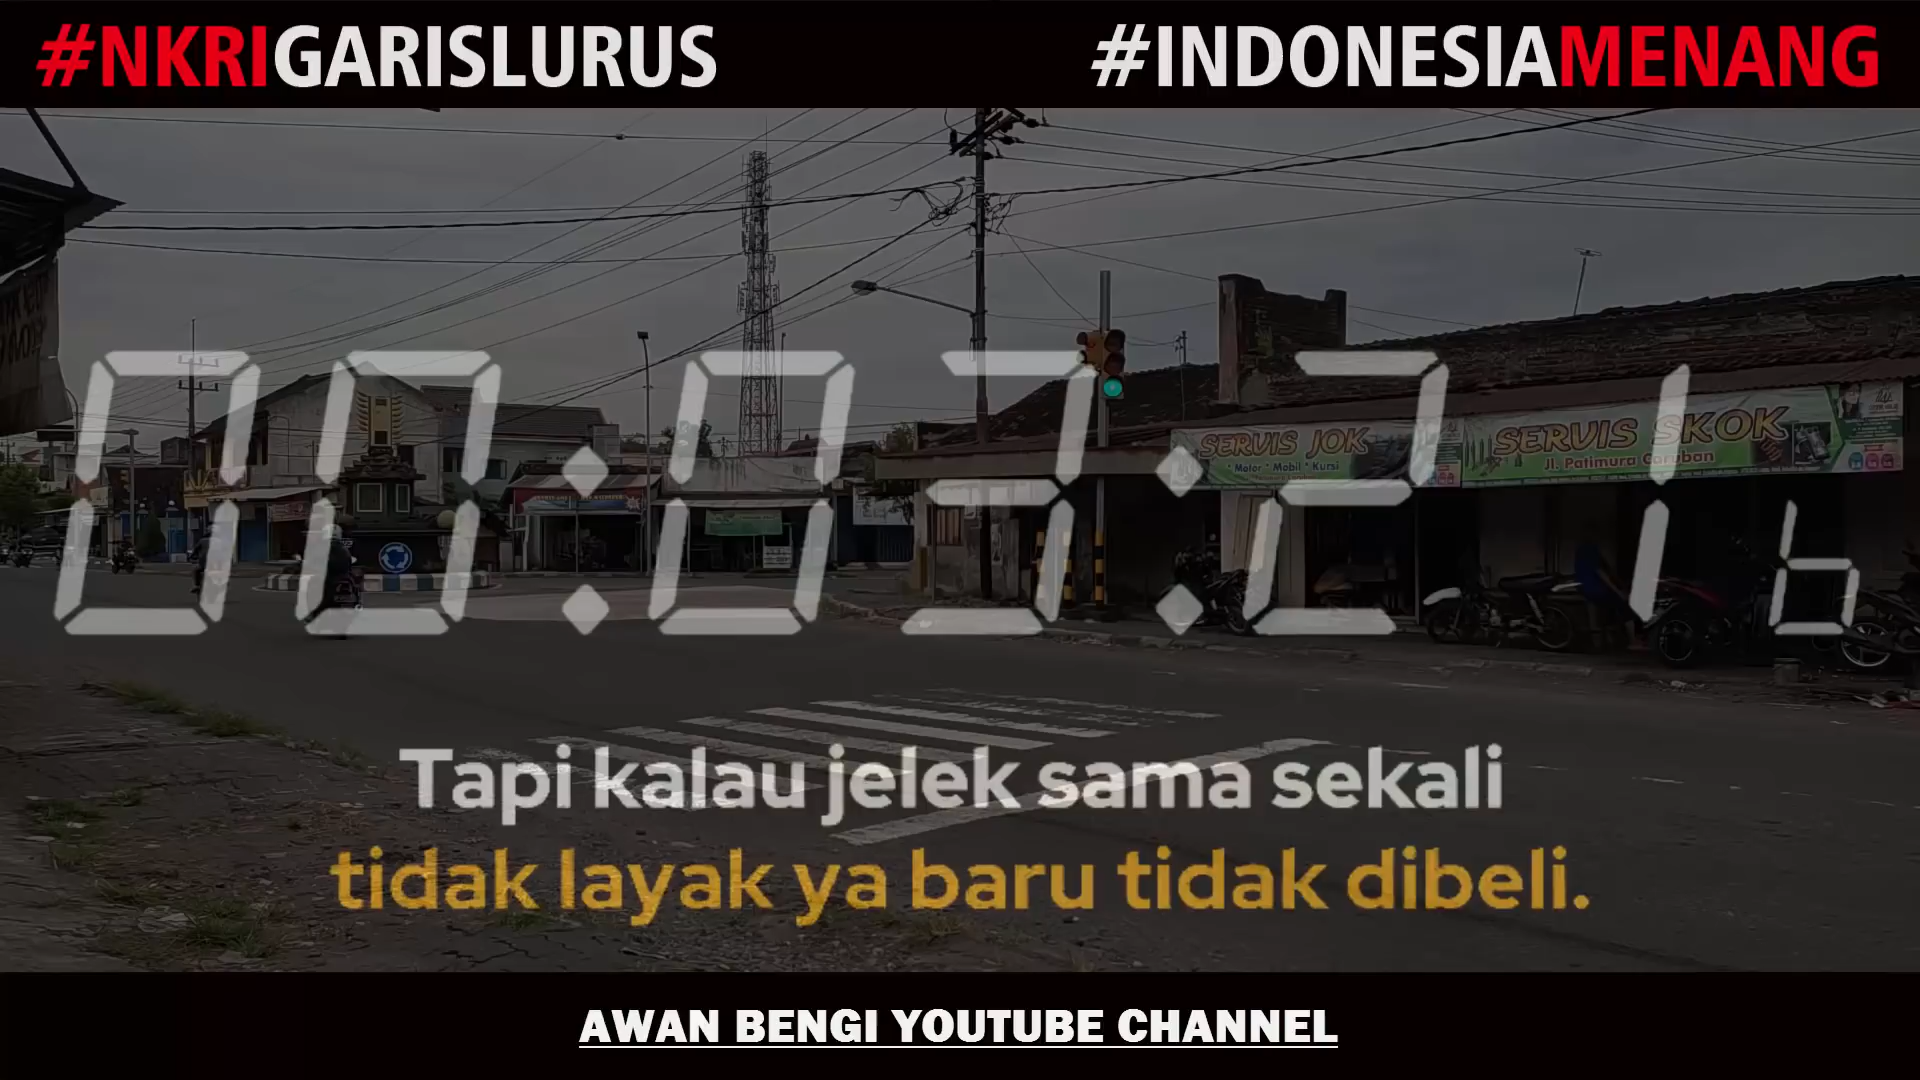 #NKRIGARISLURUS #INDONESIAMENANG
00:03:21
6
SERVIS JOK
* Motor * Mobil * Kursi
SERVIS SKOK
Jl. Patimura Caruban
Tapi kalau jelek sama sekali
tidak layak ya baru tidak dibeli.
AWAN BENGI YOUTUBE CHANNEL